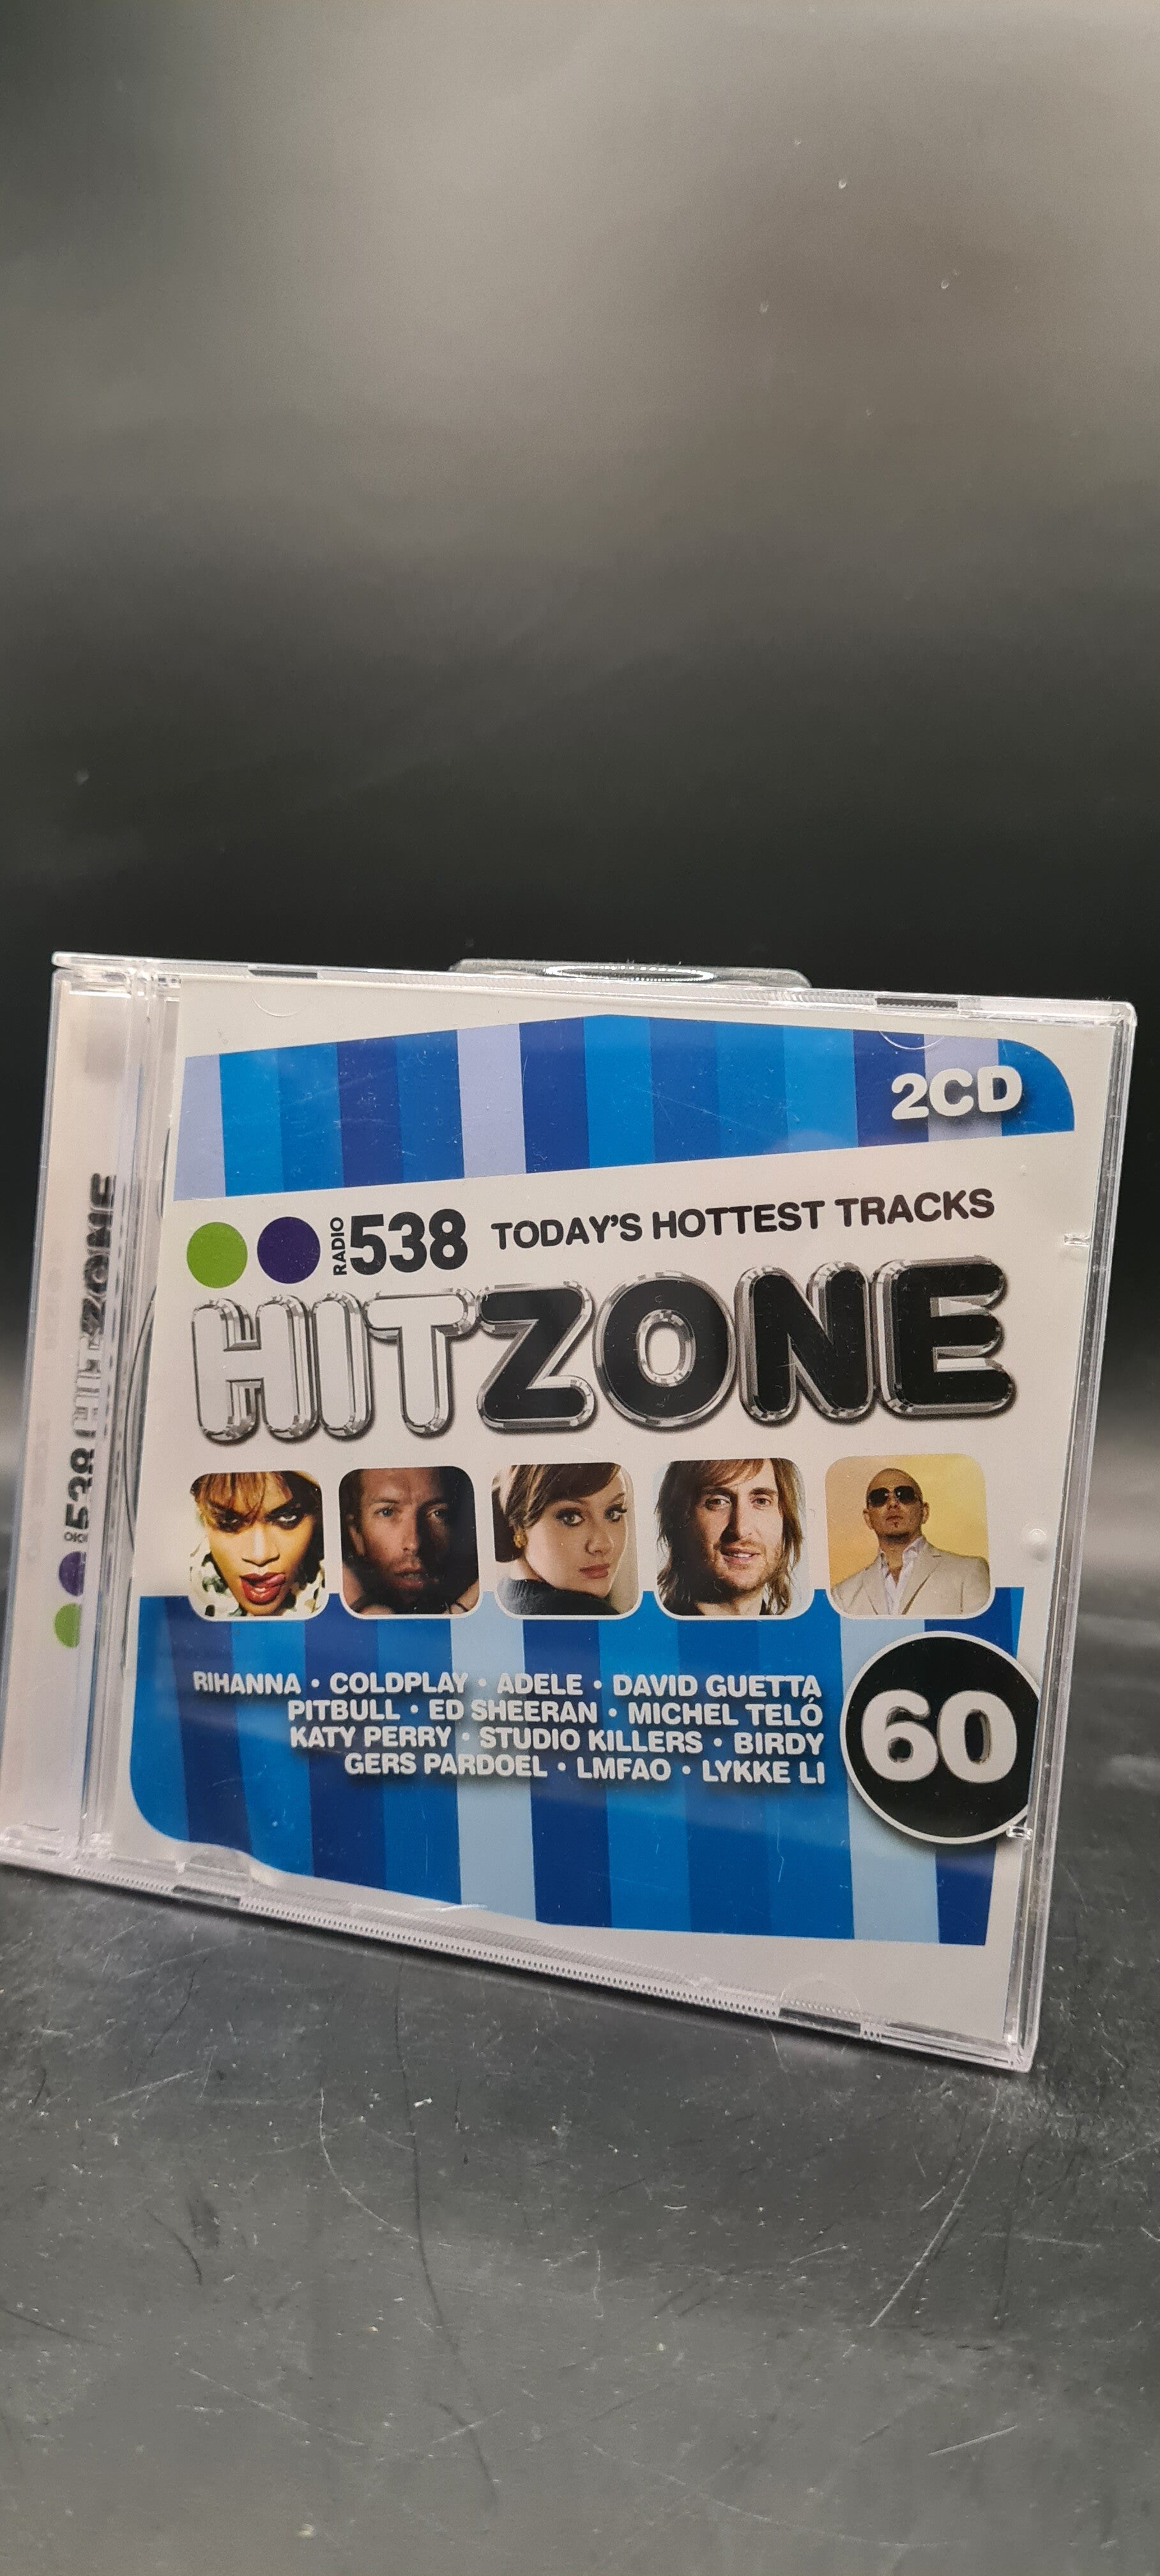 2CD
RADIO 538 TODAY'S HOTTEST TRACKS
HITZONE
RIHANNA • COLDPLAY • ADELE • DAVID GUETTA
PITBULL • ED SHEERAN • MICHEL TELÓ
KATY PERRY • STUDIO KILLERS • BIRDY
GERS PARDOEL • LMFAO • LYKKE LI
60
538 HITZONE